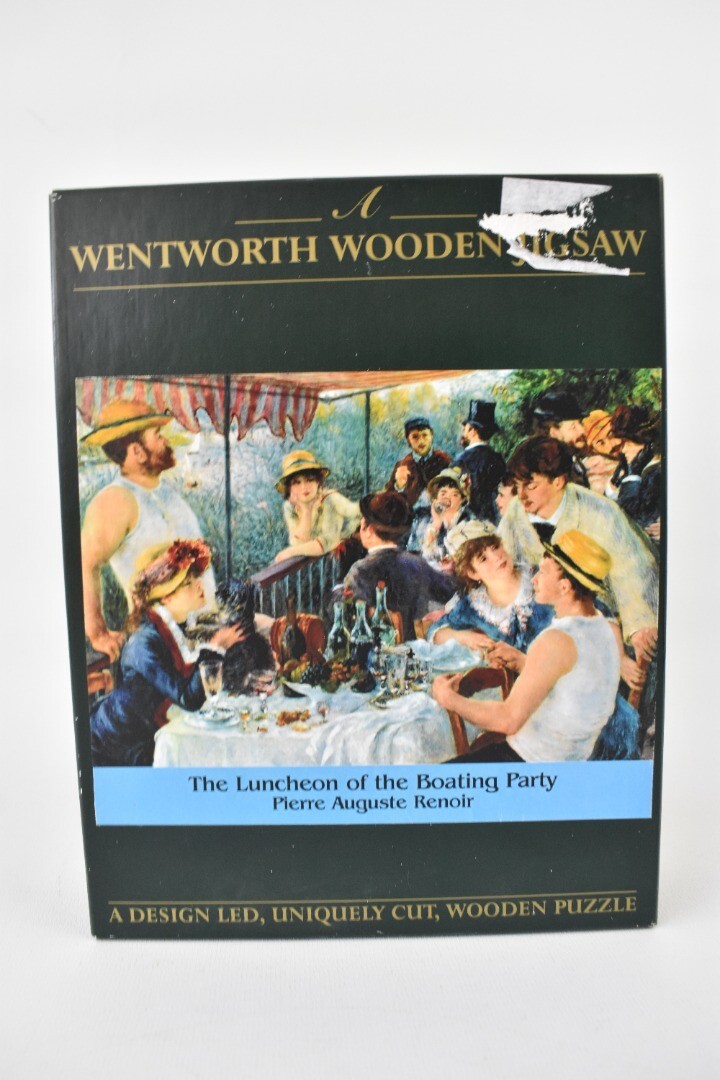 A
WENTWORTH WOODEN JIGSAW
The Luncheon of the Boating Party
Pierre Auguste Renoir
A DESIGN LED, UNIQUELY CUT, WOODEN PUZZLE